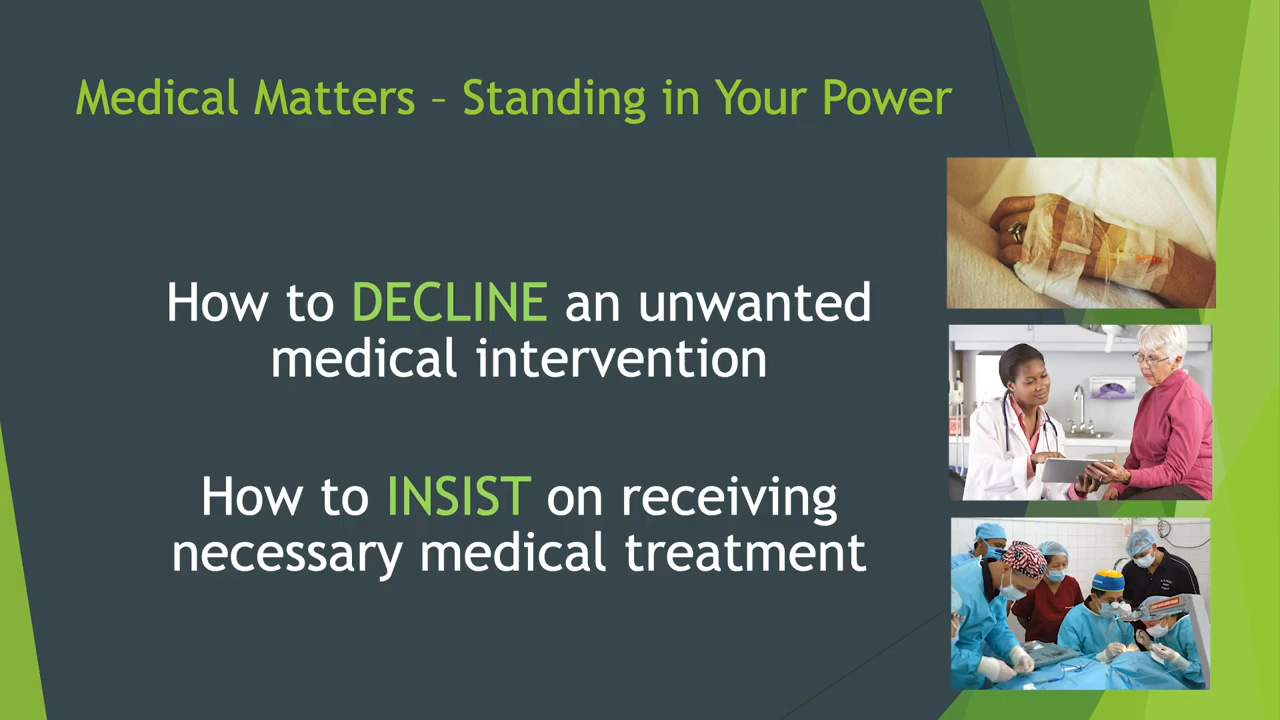 Medical Matters – Standing in Your Power
How to DECLINE an unwanted
medical intervention
How to INSIST on receiving
necessary medical treatment